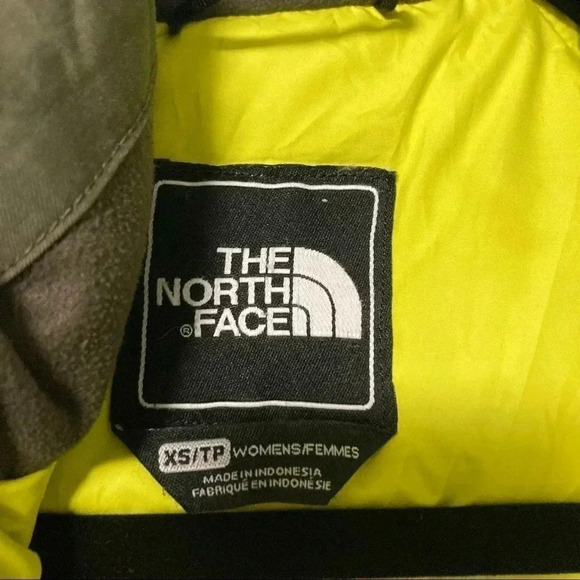 THE
NORTH
® FACE
XS/TP WOMENS/FEMMES
MADE IN INDONESIA
FABRIQUÉ EN INDONÉSIE